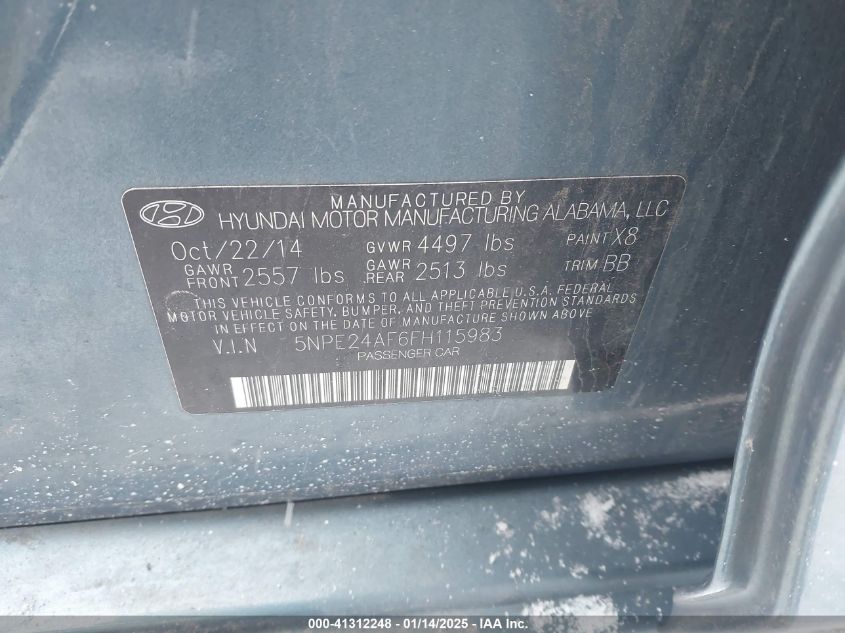 MANUFACTURED BY
HYUNDAI MOTOR MANUFACTURING ALABAMA, LLC
Oct/22/14 GVWR 4497 lbs PAINT X8
GAWR FRONT 2557 lbs GAWR REAR 2513 lbs TRIM BB
THIS VEHICLE CONFORMS TO ALL APPLICABLE U.S.A. FEDERAL
MOTOR VEHICLE SAFETY, BUMPER, AND THEFT PREVENTION STANDARDS
IN EFFECT ON THE DATE OF MANUFACTURE SHOWN ABOVE
V.I.N 5NPE24AF6FH115983
PASSENGER CAR
000-41312248 - 01/14/2025 - IAA Inc.